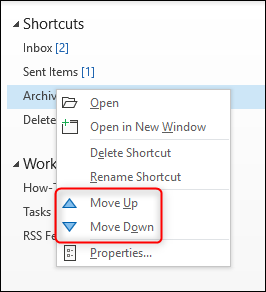 Shortcuts
Inbox [2]
Sent Items [1]
Archiv
Open
Delete
Open in New Window
Delete Shortcut
Work
Rename Shortcut
How-T
Move Up
Tasks
Move Down
RSS Fe
Properties...